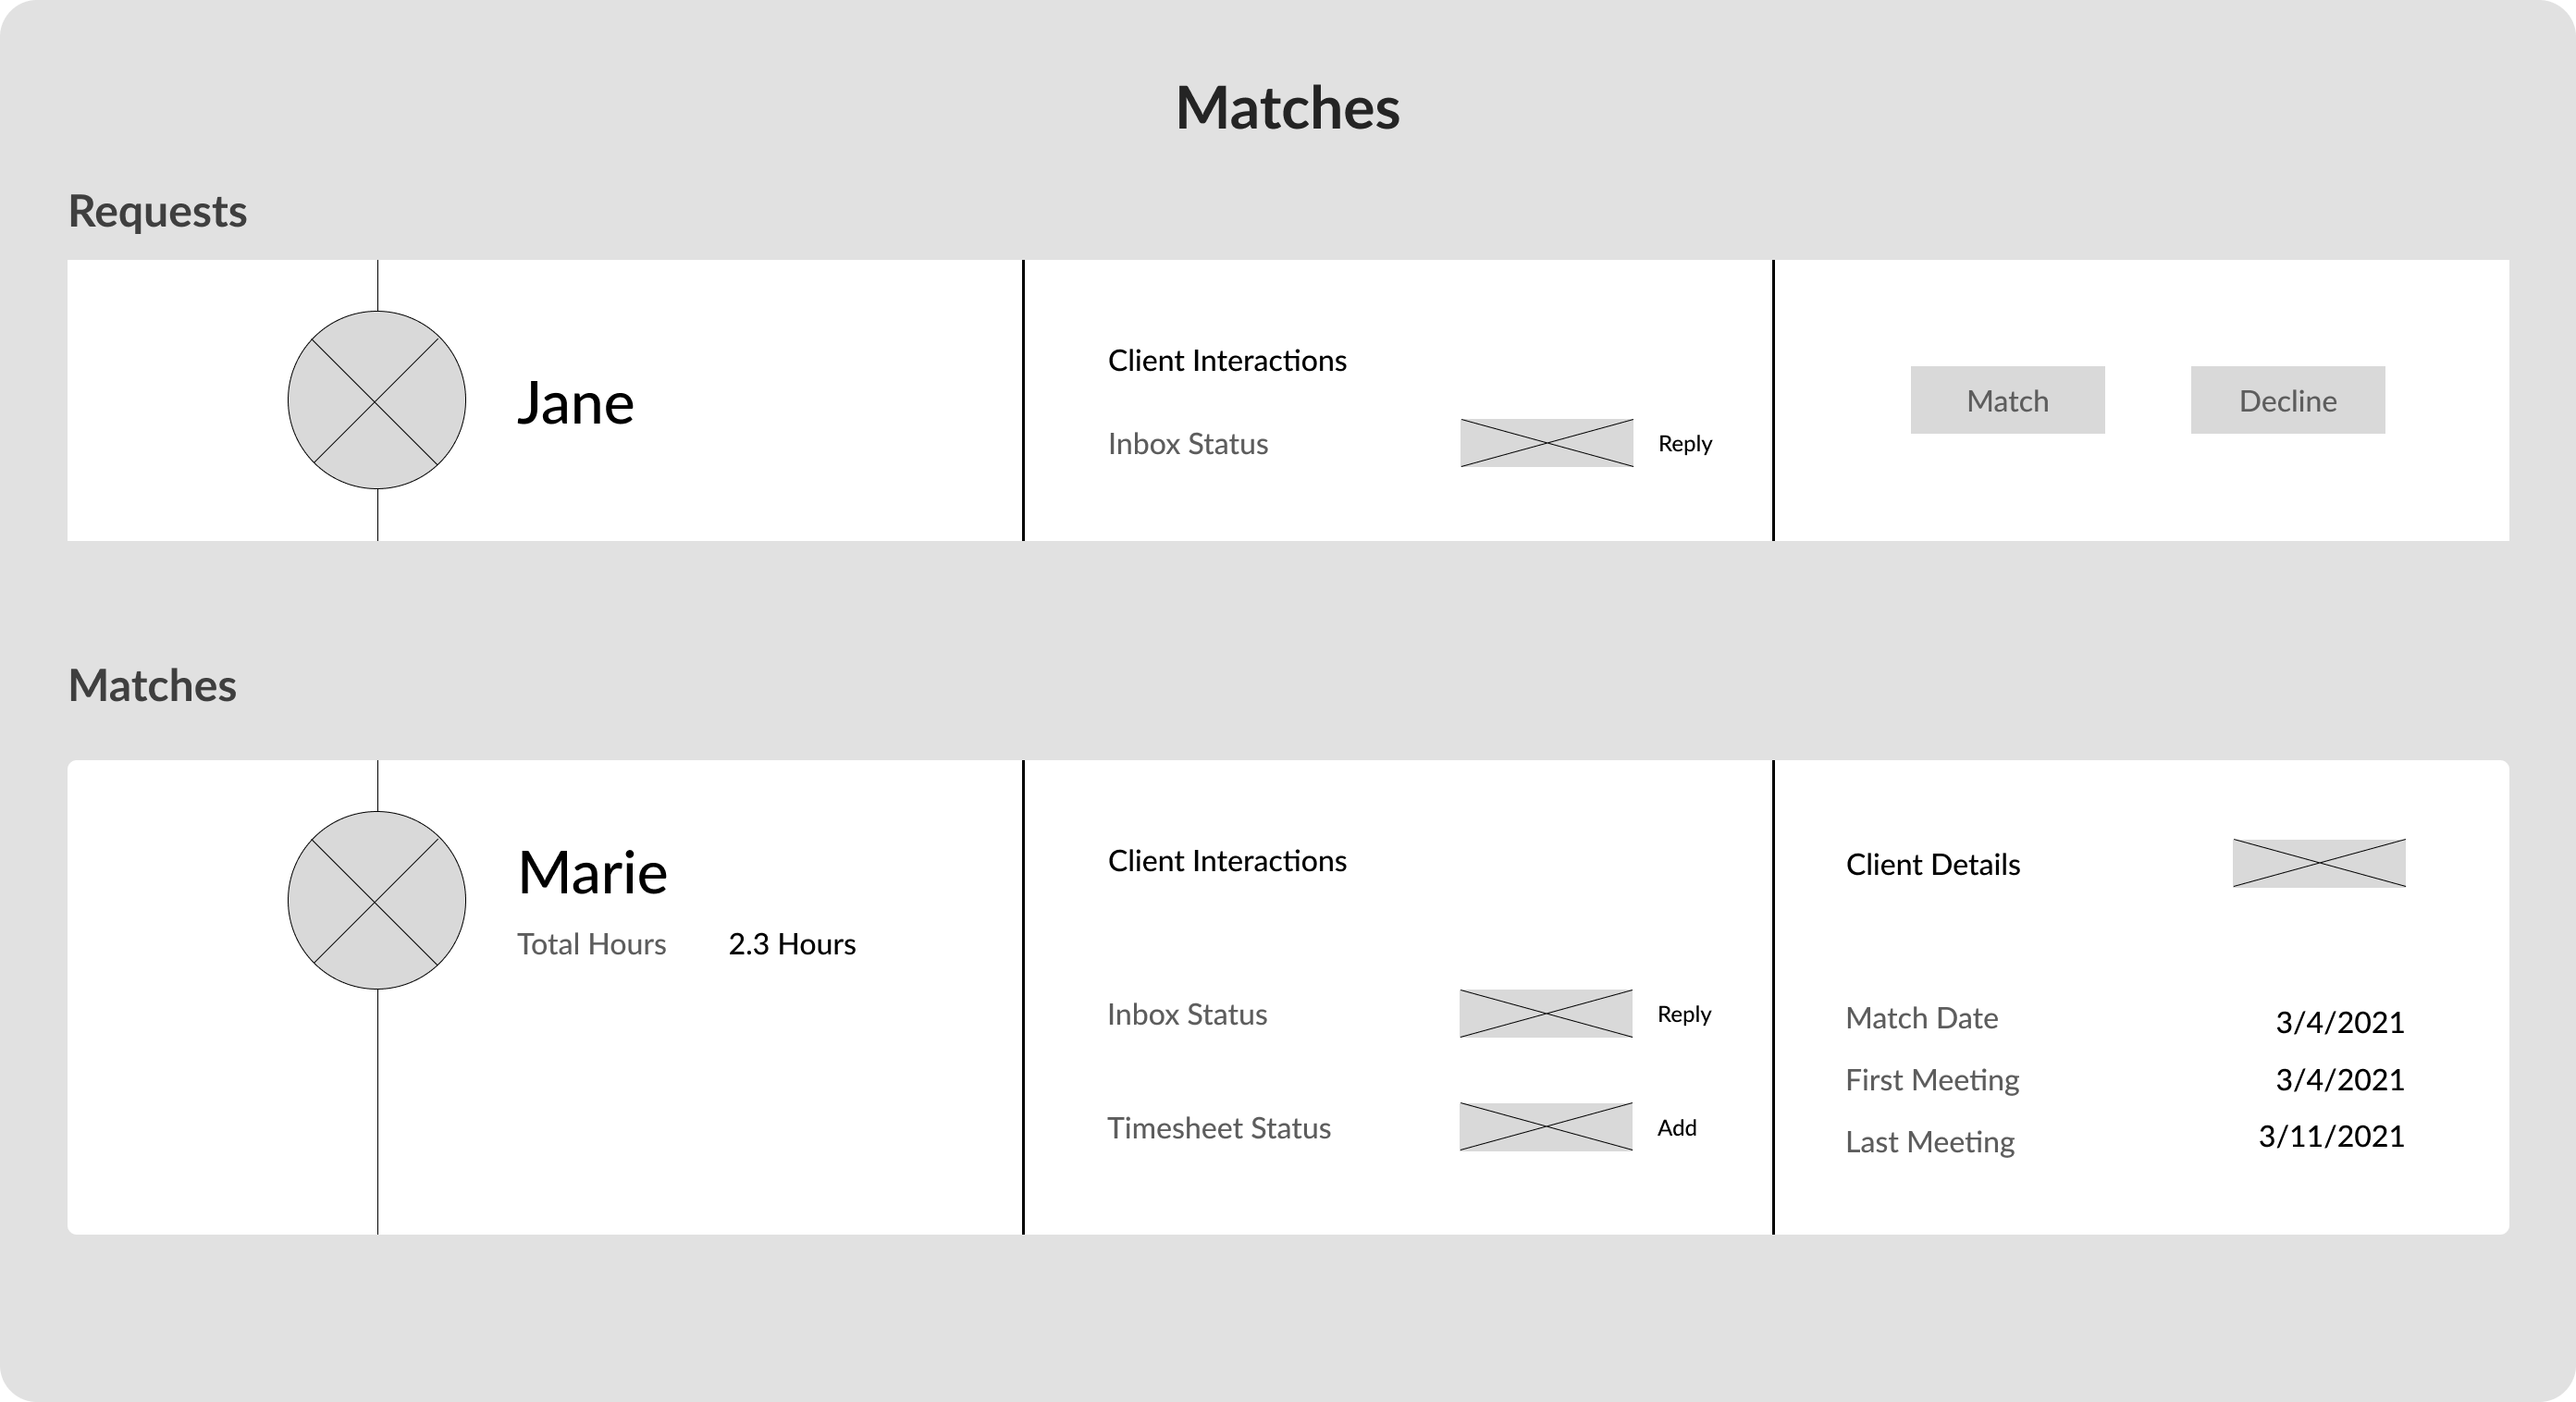 Matches
Requests
Jane
Client Interactions
Inbox Status
Reply
Match
Decline
Matches
Marie
Total Hours
2.3 Hours
Client Interactions
Inbox Status
Reply
Timesheet Status
Add
Client Details
Match Date
3/4/2021
First Meeting
3/4/2021
Last Meeting
3/11/2021